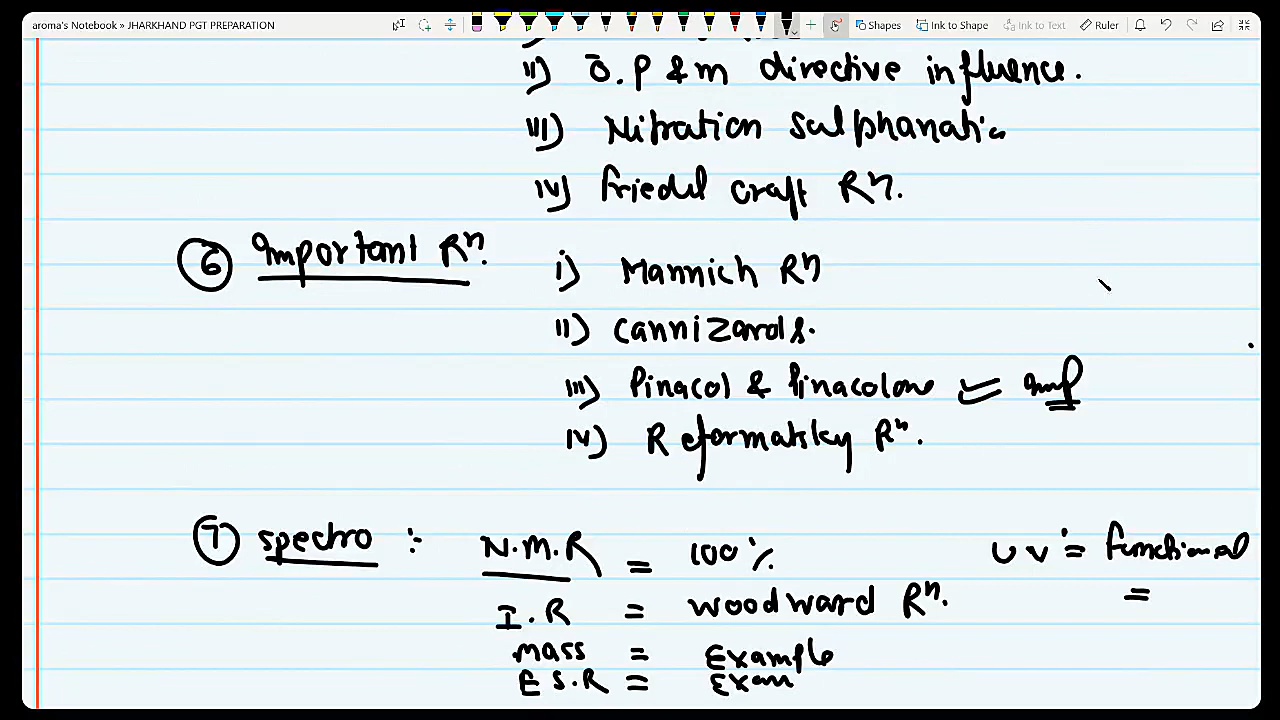 aroma's Notebook » JHARKHAND PGT PREPARATION
Shapes Ink to Shape Ink to Text Ruler
ii) O.P & m directive influence.
iii) Nitration sulphanatic
iv) Friedel craft Rⁿ.
⑥ Important Rⁿ.
i) Mannich Rⁿ
ii) Cannizarols.
iii) Pinacol & Pinacolone ✓ Imp
iv) Reformatsky Rⁿ.
⑦ spectro :- N.M.R = 100% U V = functional =
I.R = woodward Rⁿ.
mass = Example
E S.R = Exam